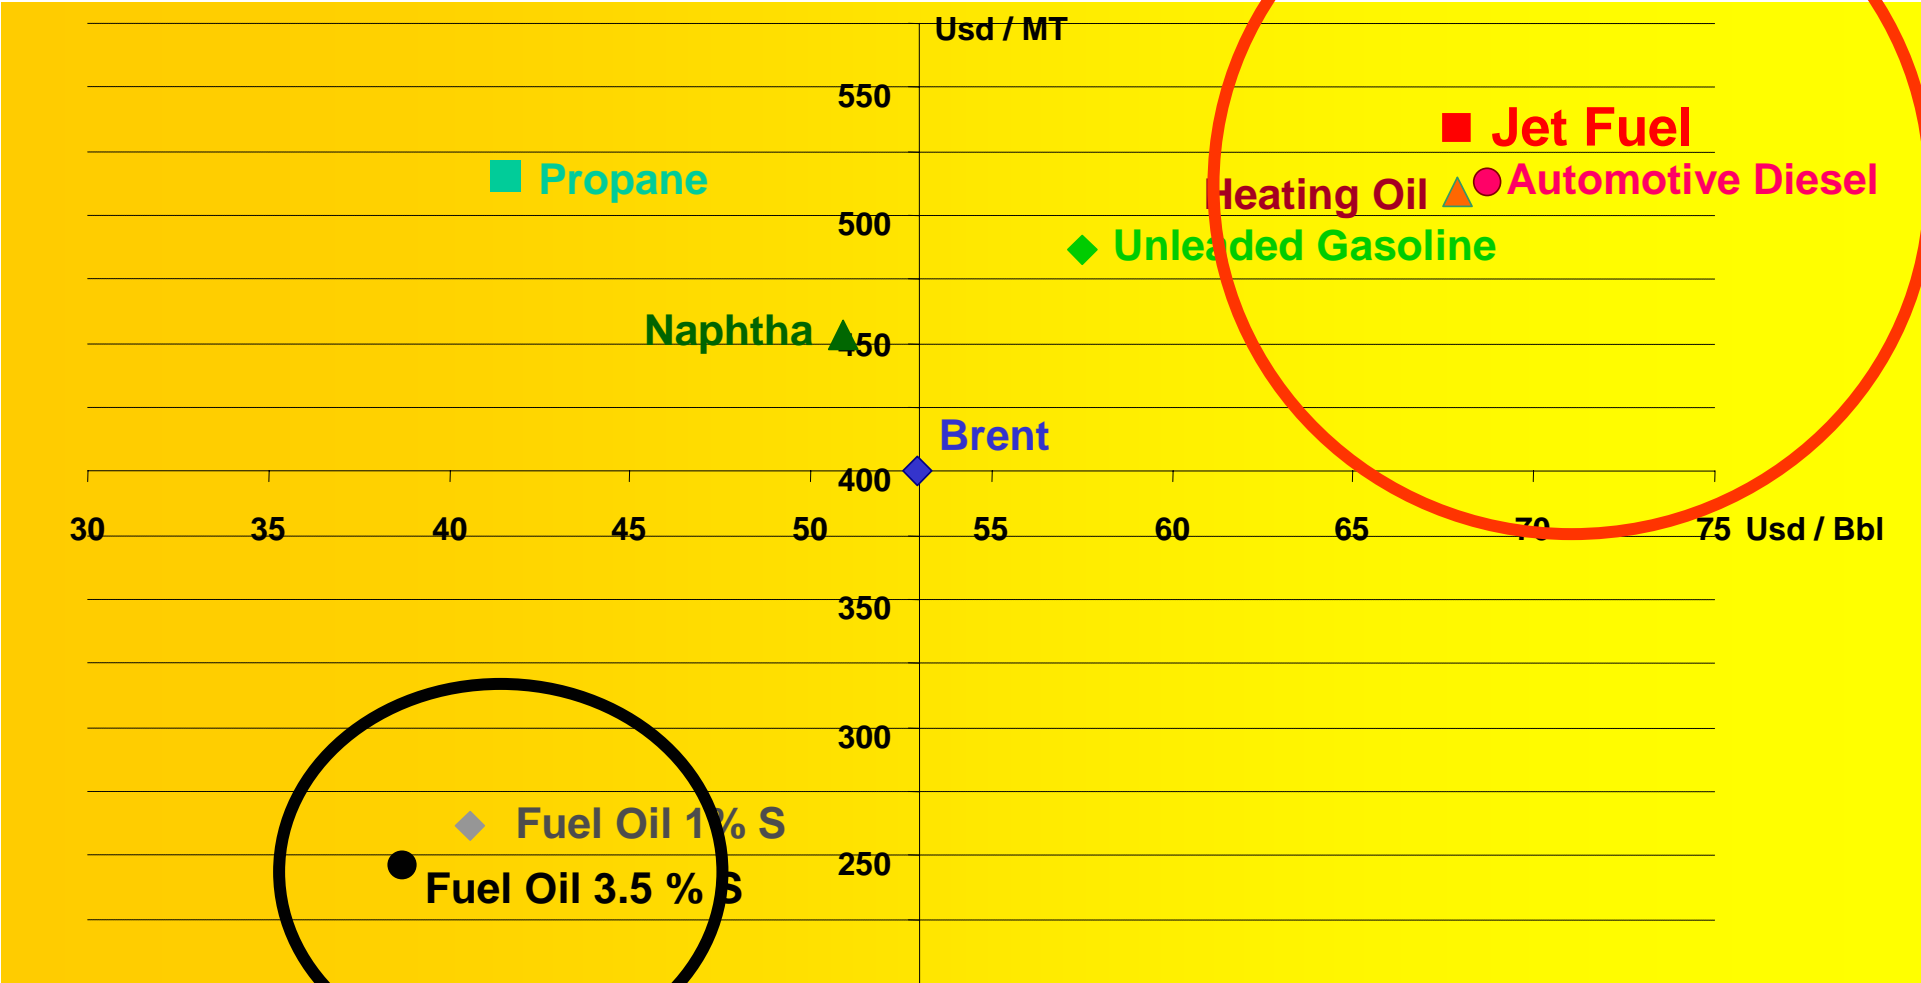 Usd / MT
550
Jet Fuel
Propane
Automotive Diesel
Heating Oil
500
Unleaded Gasoline
Naphtha
450
Brent
400
30 35 40 45 50 55 60 65 70 75 Usd / Bbl
350
300
Fuel Oil 1% S
250
Fuel Oil 3.5 % S